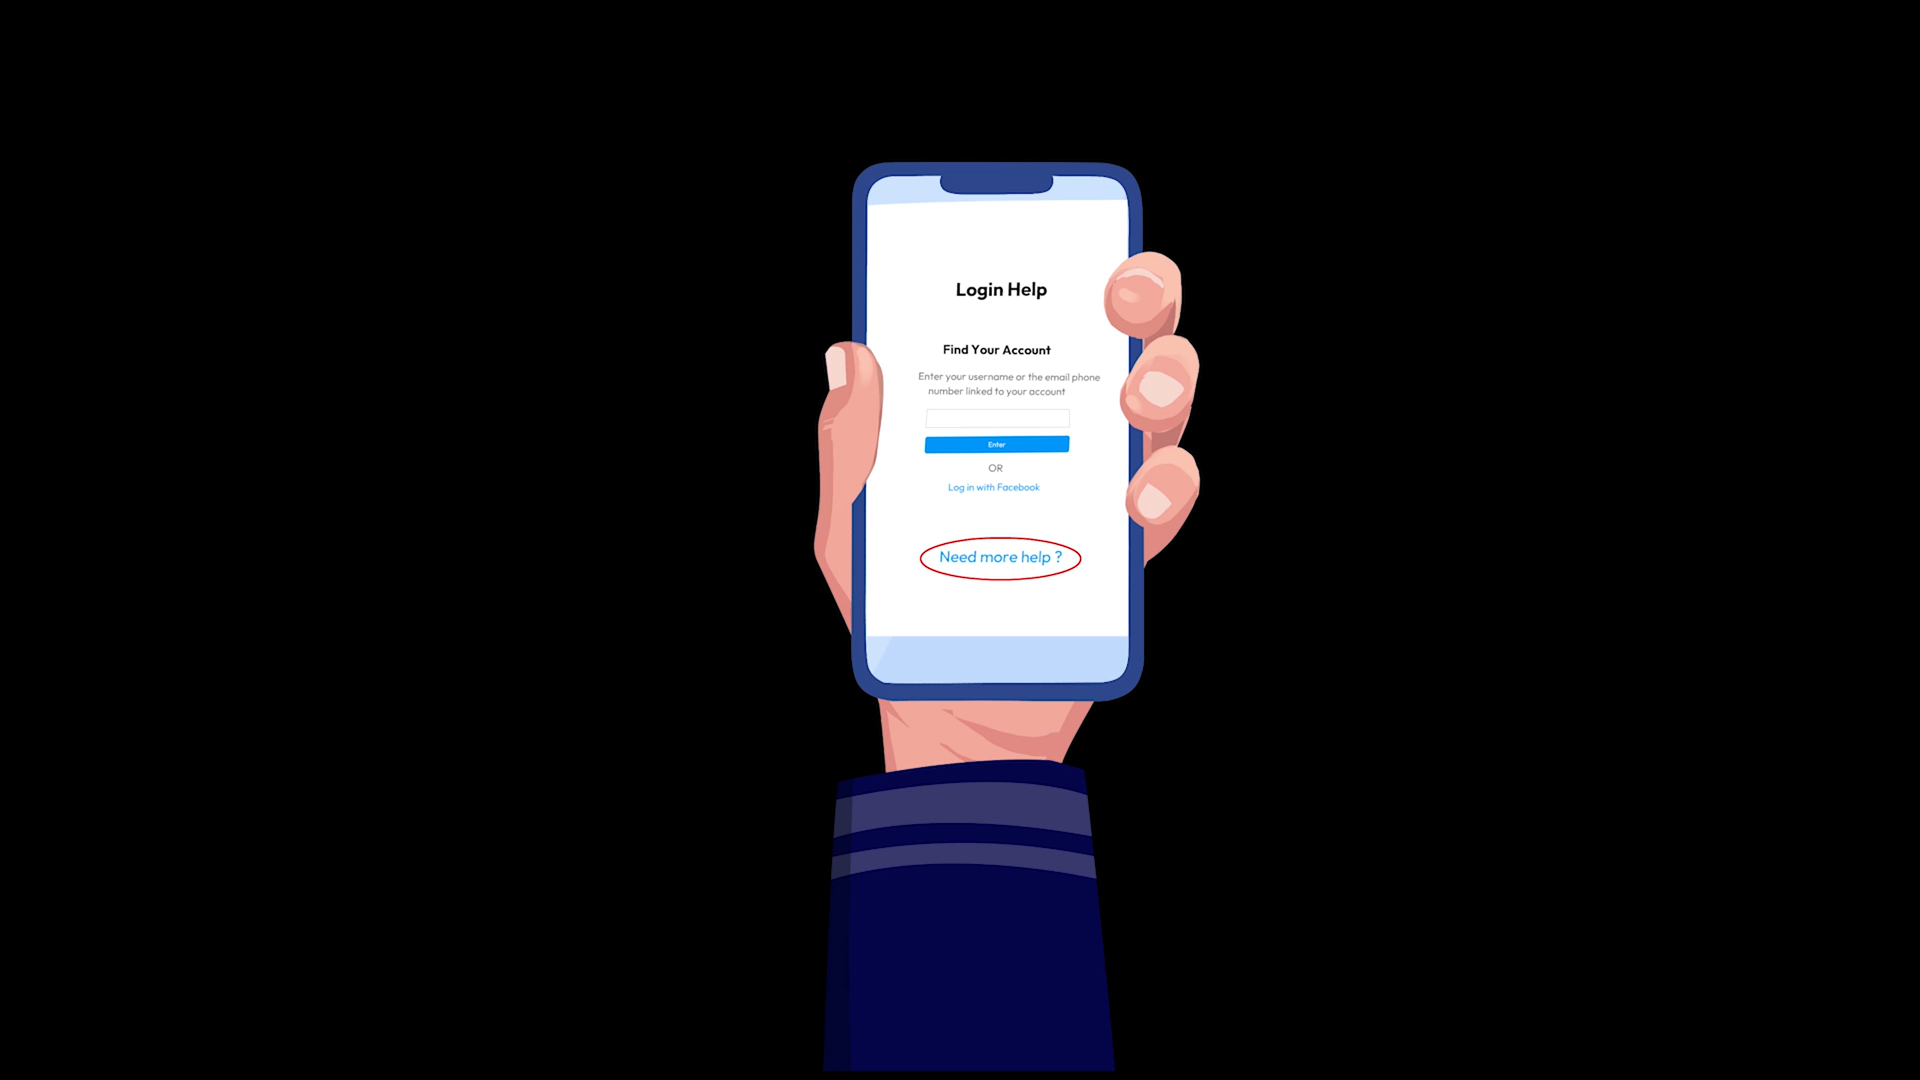 Login Help
Find Your Account
Enter your username or the email phone
number linked to your account
Enter
OR
Log in with Facebook
Need more help ?